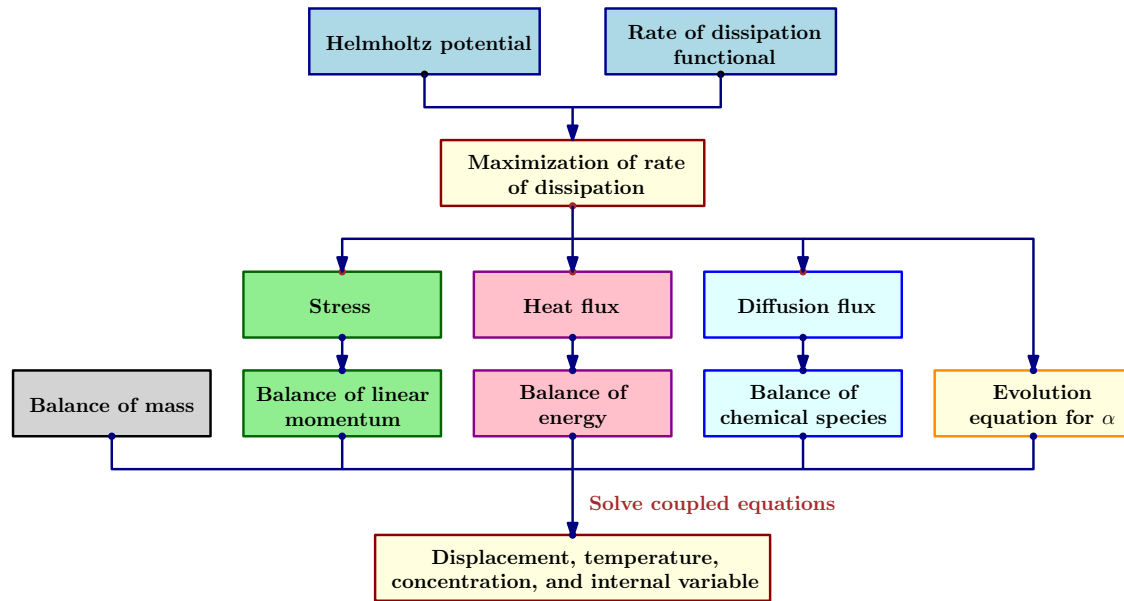 Helmholtz potential
Rate of dissipation
functional
Maximization of rate
of dissipation
Stress
Heat flux
Diffusion flux
Balance of mass
Balance of linear
momentum
Balance of
energy
Balance of
chemical species
Evolution
equation for α
Solve coupled equations
Displacement, temperature,
concentration, and internal variable